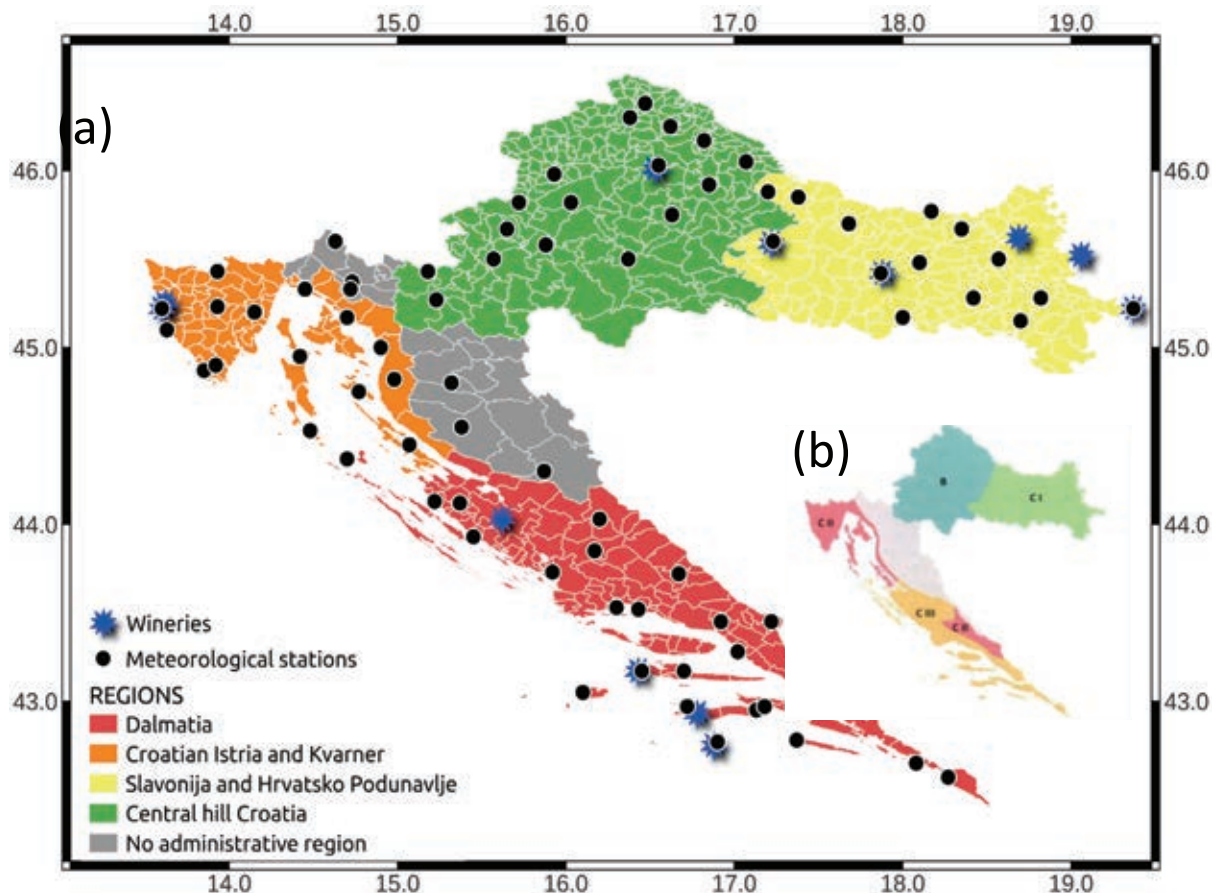 14.0 15.0 16.0 17.0 18.0 19.0
(a)
46.0 46.0
45.0 45.0
(b)
B
C I
C II
44.0 44.0
C III
C II
Wineries
Meteorological stations
43.0 43.0
REGIONS
Dalmatia
Croatian Istria and Kvarner
Slavonija and Hrvatsko Podunavlje
Central hill Croatia
No administrative region
14.0 15.0 16.0 17.0 18.0 19.0